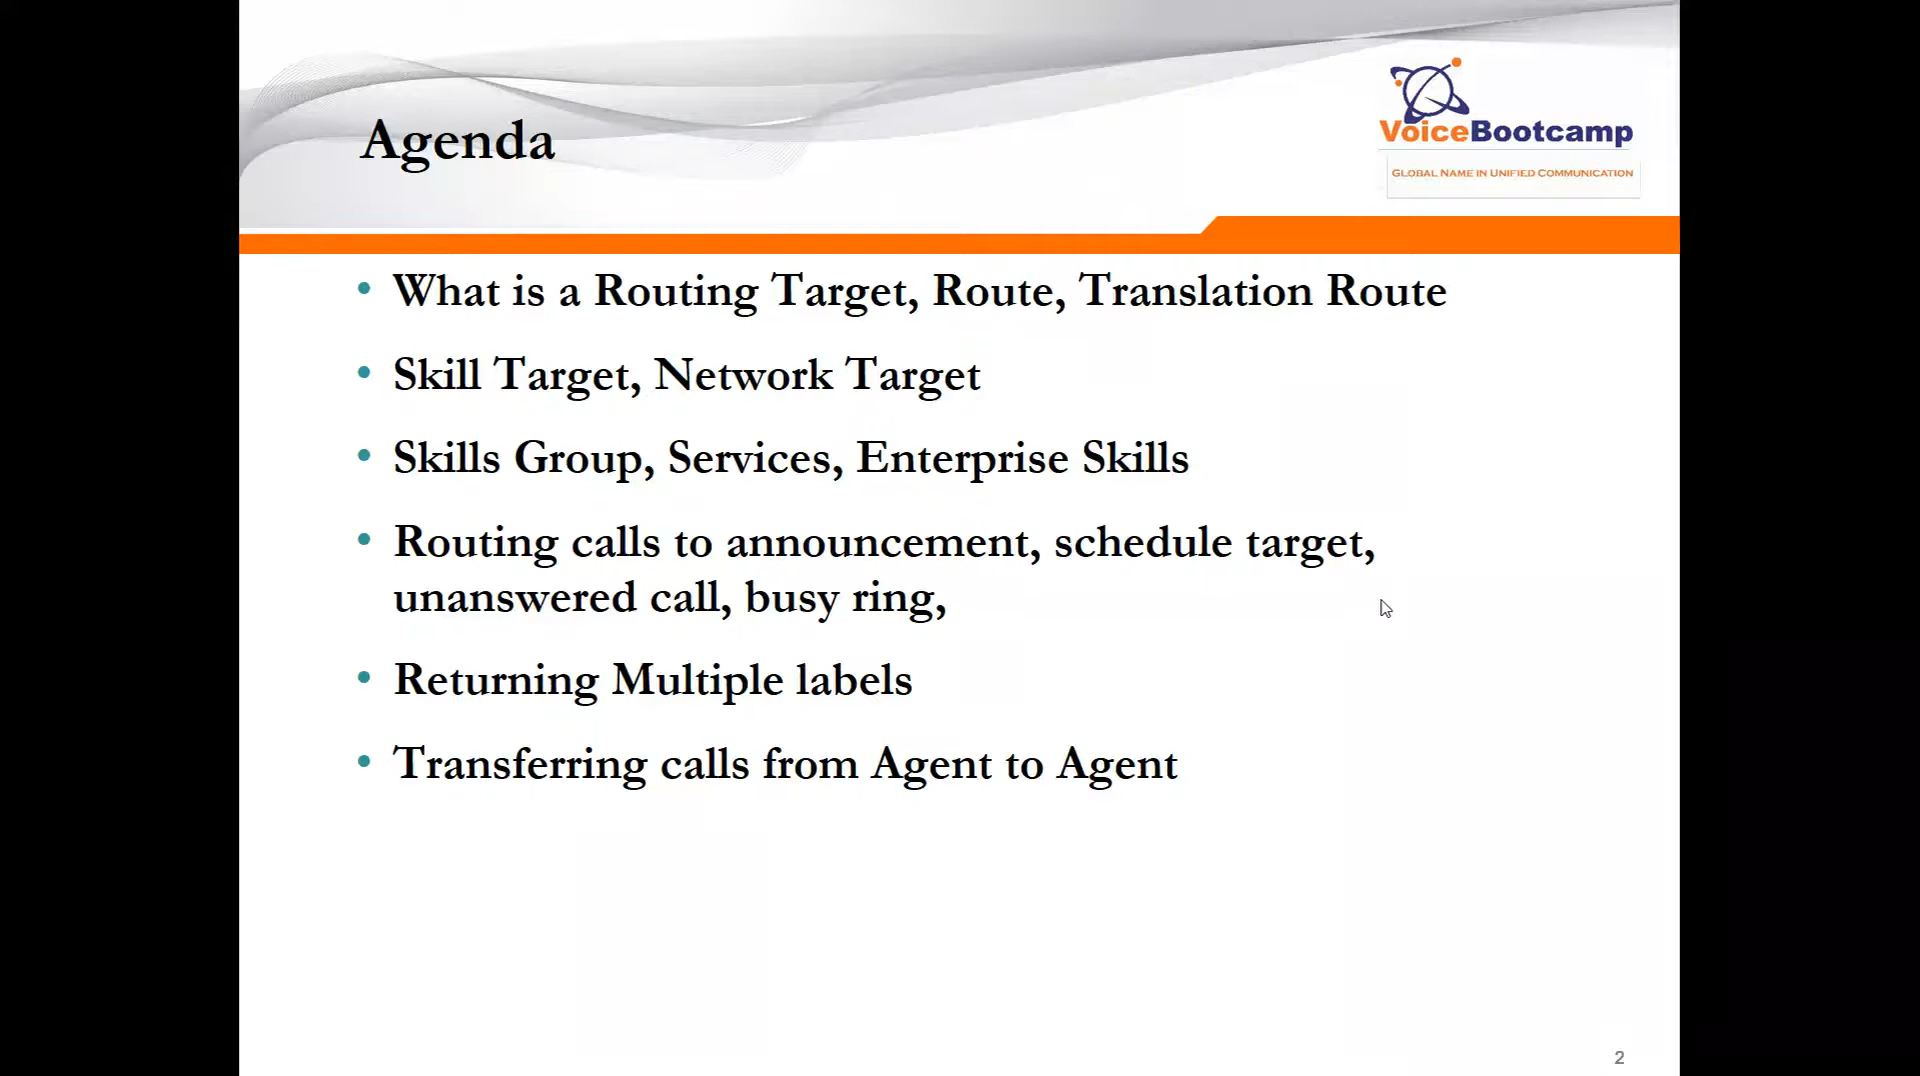 Agenda
VoiceBootcamp
GLOBAL NAME IN UNIFIED COMMUNICATION
• What is a Routing Target, Route, Translation Route
• Skill Target, Network Target
• Skills Group, Services, Enterprise Skills
• Routing calls to announcement, schedule target,
unanswered call, busy ring,
• Returning Multiple labels
• Transferring calls from Agent to Agent
2